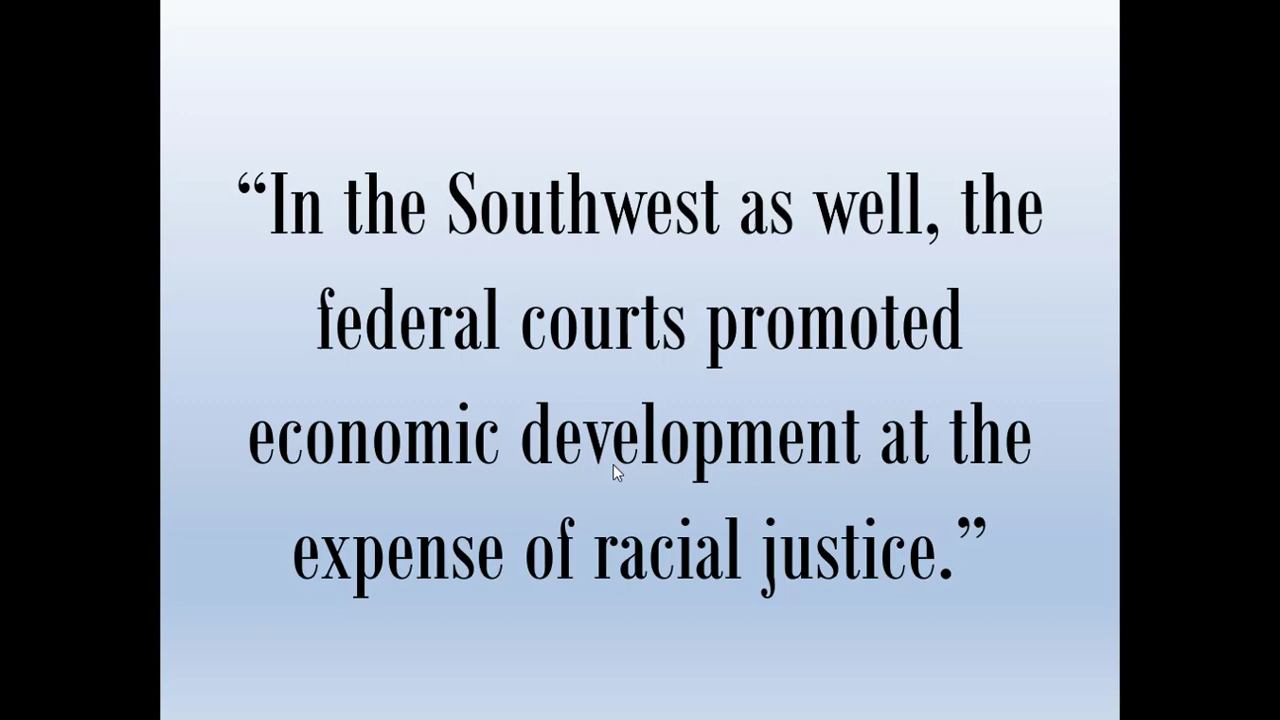 “In the Southwest as well, the
federal courts promoted
economic development at the
expense of racial justice.”